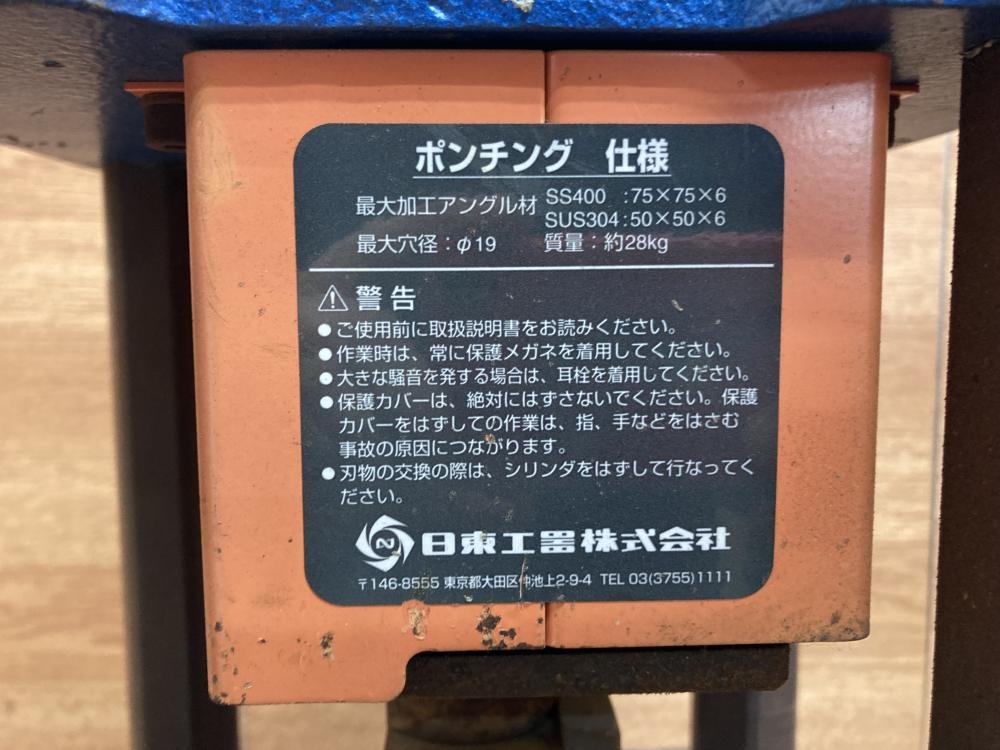 ポンチング　仕様
最大加工アングル材 SS400 :75×75×6
SUS304:50×50×6
最大穴径：φ19　質量：約28kg
警告
●ご使用前に取扱説明書をお読みください。
●作業時は、常に保護メガネを着用してください。
●大きな騒音を発する場合は、耳栓を着用してください。
●保護カバーは、絶対にはずさないでください。保護
カバーをはずしての作業は、指、手などをはさむ
事故の原因につながります。
●刃物の交換の際は、シリンダをはずして行なってく
ださい。
日東工器株式会社
〒146-8555 東京都大田区仲池上2-9-4 TEL 03(3755)1111